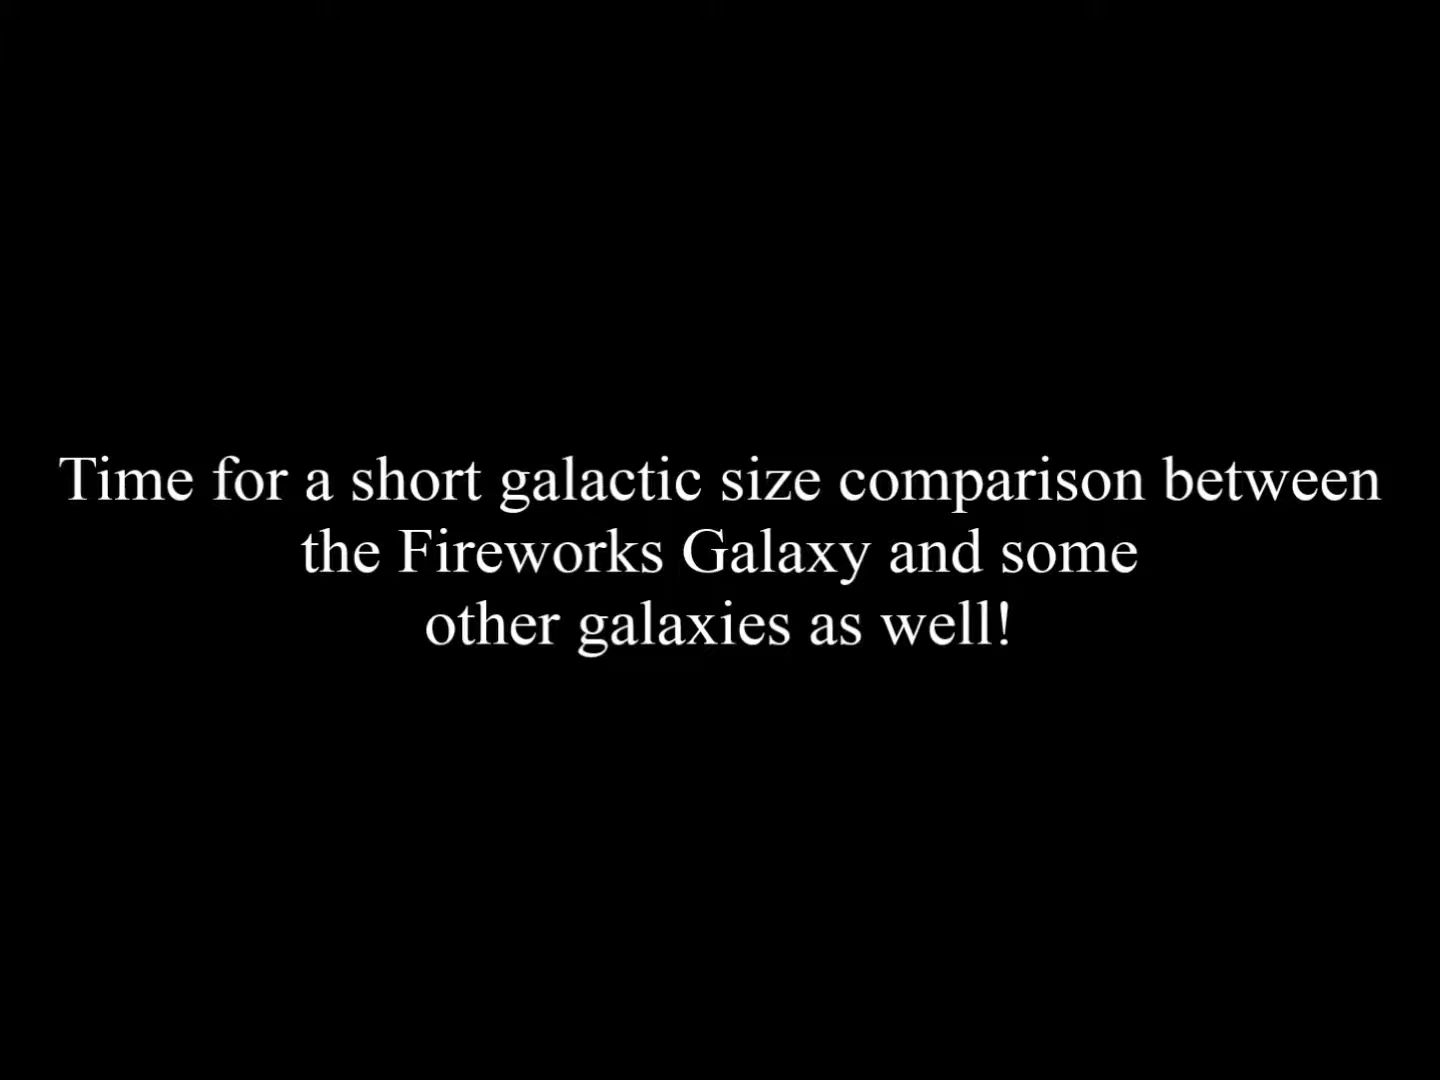 Time for a short galactic size comparison between
the Fireworks Galaxy and some
other galaxies as well!